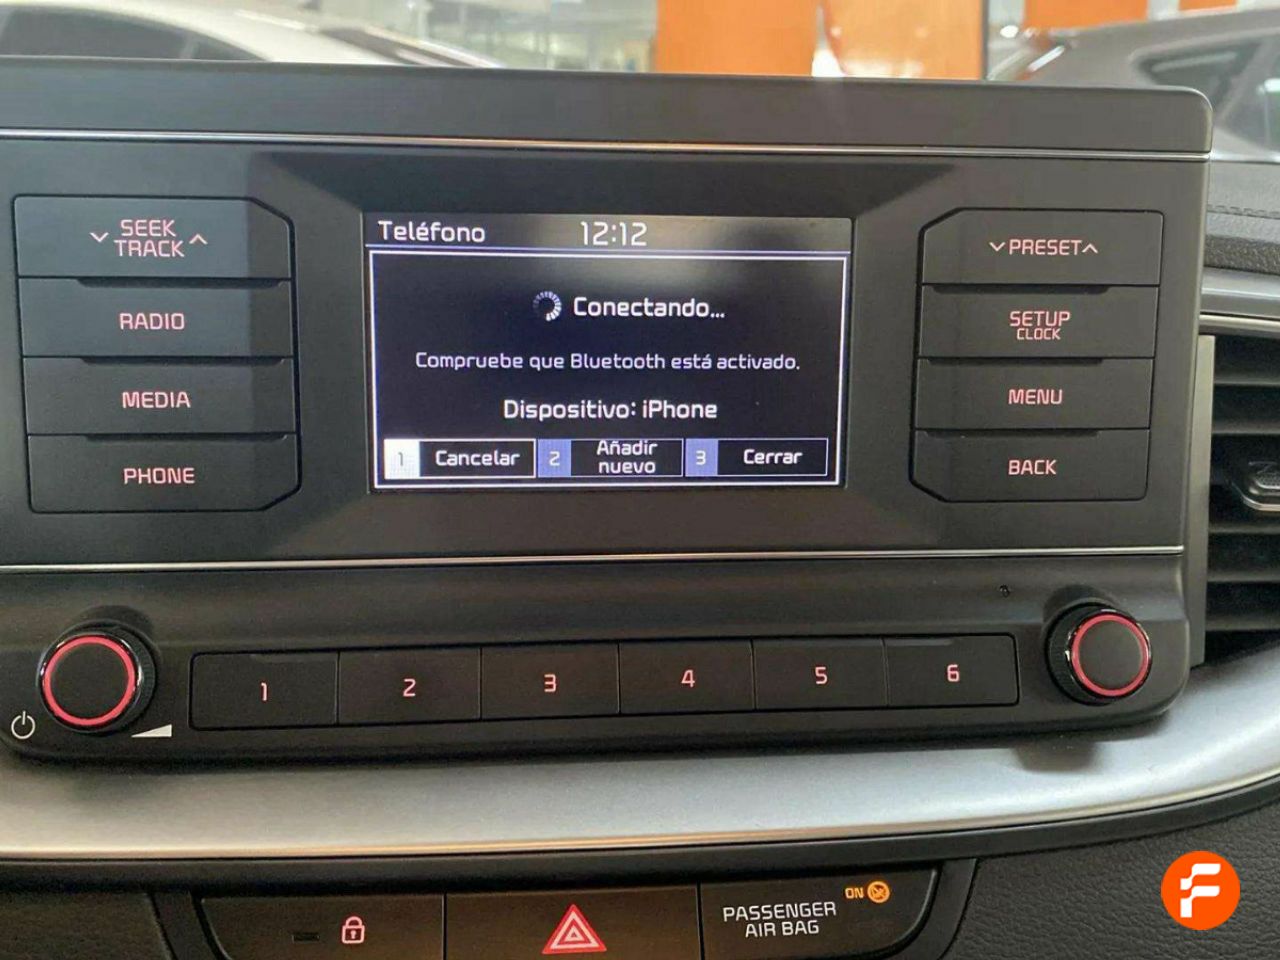 SEEK
TRACK
RADIO
MEDIA
PHONE
Teléfono 12:12
Conectando...
Compruebe que Bluetooth está activado.
Dispositivo: iPhone
1 Cancelar 2 Añadir nuevo 3 Cerrar
PRESET
SETUP
CLOCK
MENU
BACK
1 2 3 4 5 6
PASSENGER
AIR BAG
ON
F